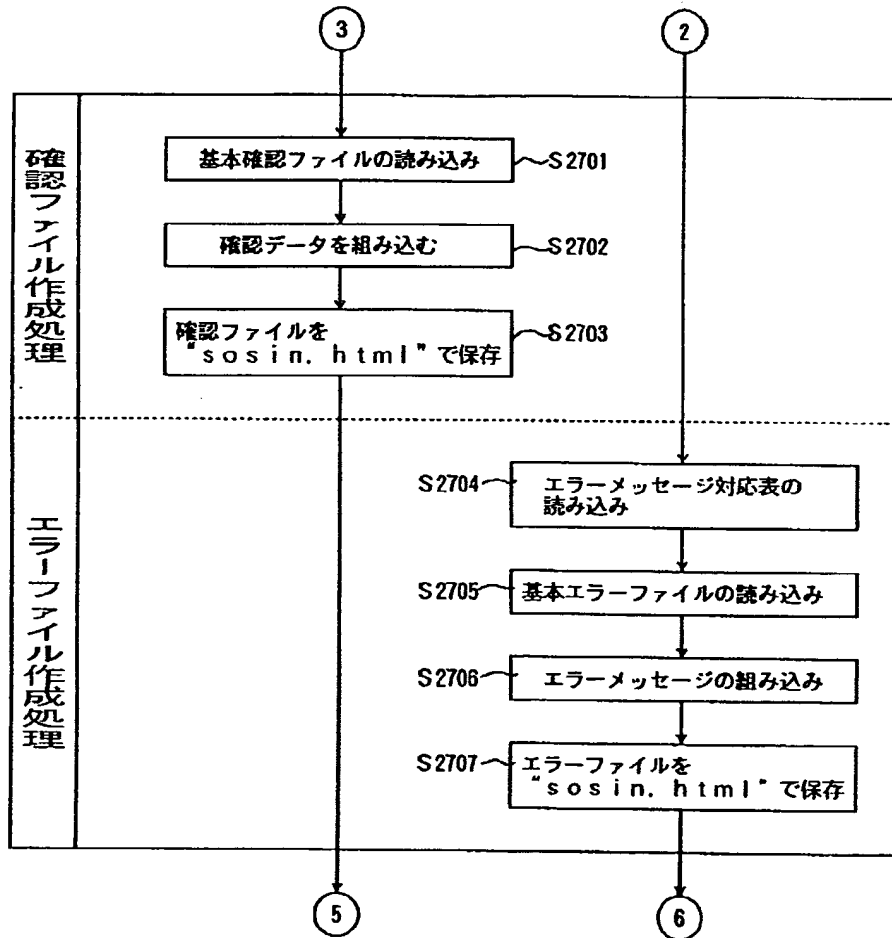 3
2
確認ファイル作成処理
基本確認ファイルの読み込み
S2701
確認データを組み込む
S2702
確認ファイルを
“sosin.html”で保存
S2703
エラーファイル作成処理
S2704
エラーメッセージ対応表の
読み込み
S2705
基本エラーファイルの読み込み
S2706
エラーメッセージの組み込み
S2707
エラーファイルを
“sosin.html”で保存
5
6